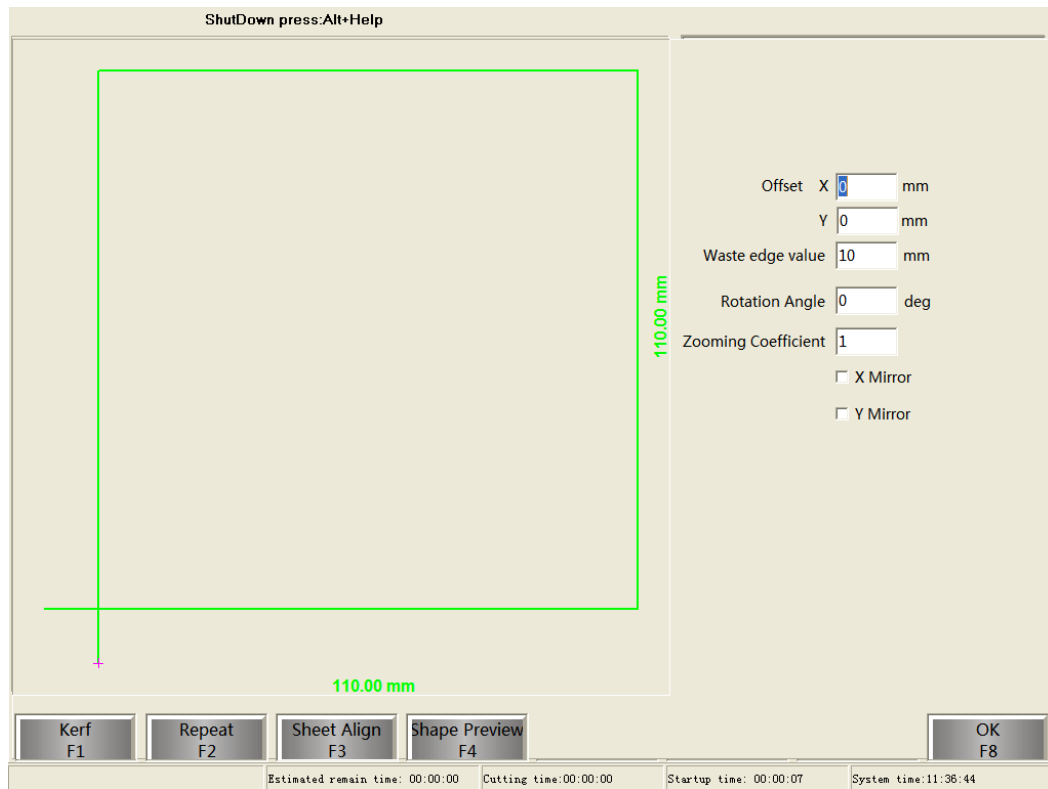 ShutDown press:Alt+Help
Offset X 0 mm
Y 0 mm
Waste edge value 10 mm
Rotation Angle 0 deg
Zooming Coefficient 1
X Mirror
Y Mirror
110.00 mm
110.00 mm
Kerf
F1
Repeat
F2
Sheet Align
F3
Shape Preview
F4
OK
F8
Estimated remain time: 00:00:00 Cutting time:00:00:00 Startup time: 00:00:07 System time:11:36:44